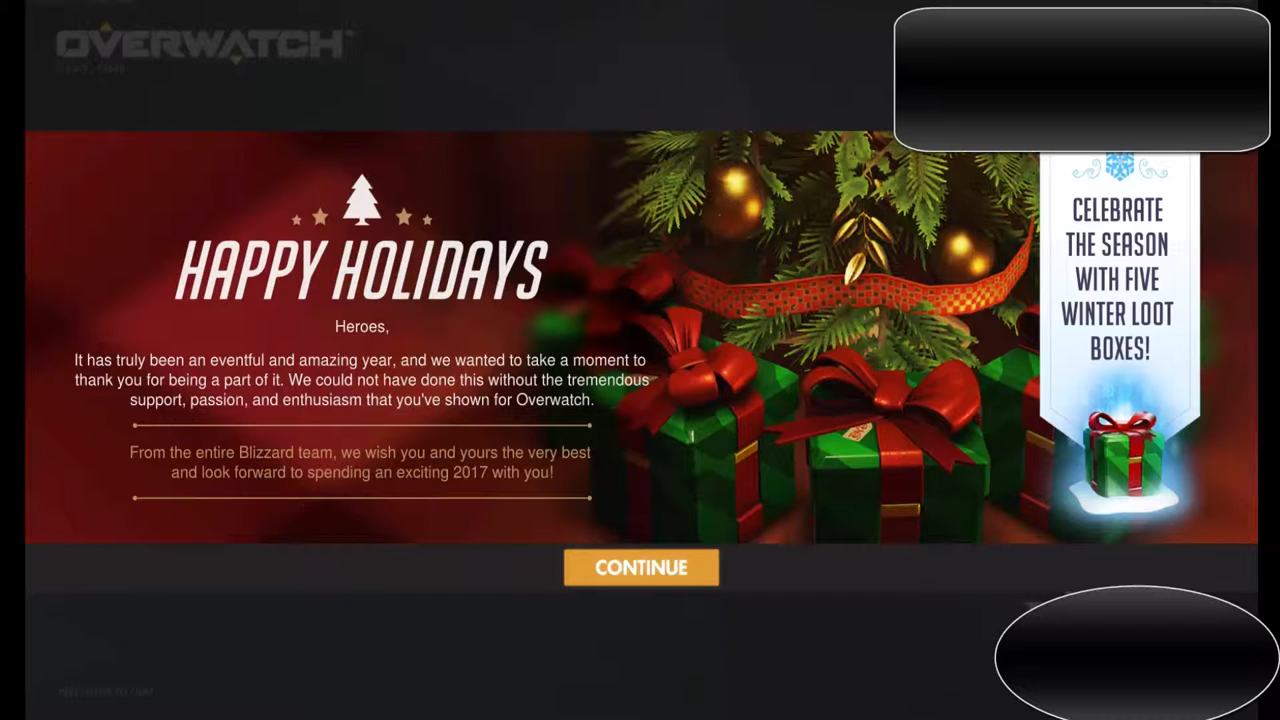 OVERWATCH
HAPPY HOLIDAYS
Heroes,
It has truly been an eventful and amazing year, and we wanted to take a moment to
thank you for being a part of it. We could not have done this without the tremendous
support, passion, and enthusiasm that you've shown for Overwatch.
From the entire Blizzard team, we wish you and yours the very best
and look forward to spending an exciting 2017 with you!
CELEBRATE
THE SEASON
WITH FIVE
WINTER LOOT
BOXES!
CONTINUE